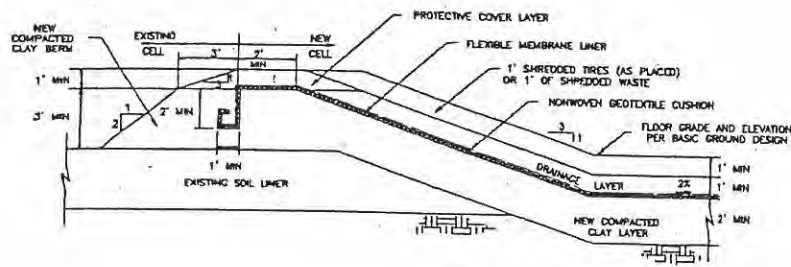 NEW
COMPACTED
CLAY BERM
EXISTING
CELL
NEW
CELL
3'
2'
MIN
PROTECTIVE COVER LAYER
FLEXIBLE MEMBRANE LINER
1' SHREDDED TIRES (AS PLACED)
OR 1' OF SHREDDED WASTE
NONWOVEN GEOTEXTILE CUSHION
FLOOR GRADE AND ELEVATION
PER BASIC GROUND DESIGN
1' MIN
3' MIN
1
2
2' MIN
1' MIN
3
1
EXISTING SOIL LINER
DRAINAGE
LAYER
2%
1' MIN
1' MIN
2' MIN
NEW COMPACTED
CLAY LAYER